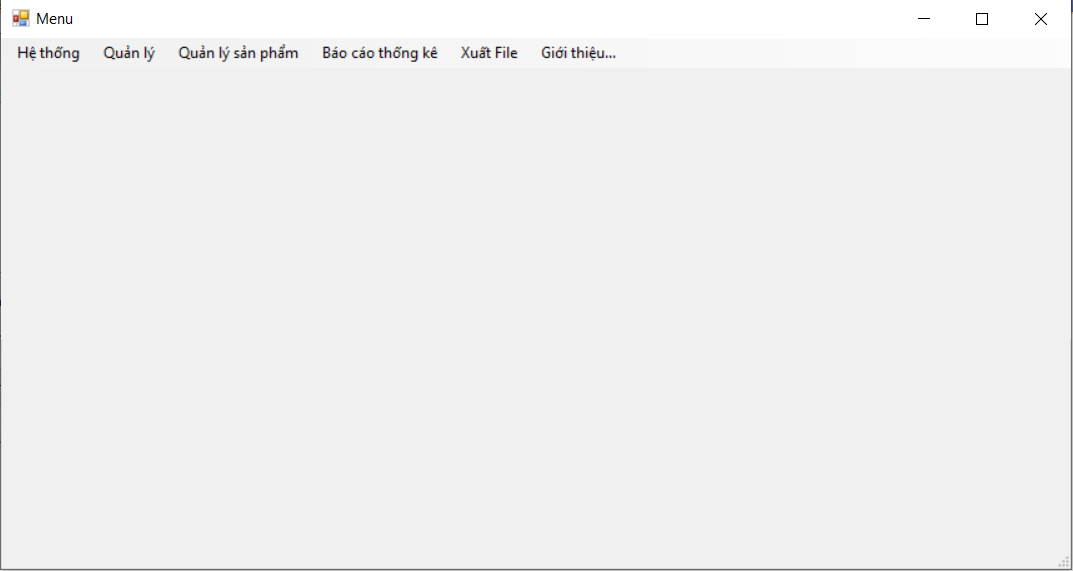 Menu
Hệ thống Quản lý Quản lý sản phẩm Báo cáo thống kê Xuất File Giới thiệu...